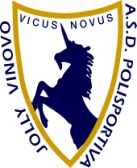 VICUS NOVUS
A.S.D. POLISPORTIVA
JOLLY VINOVO